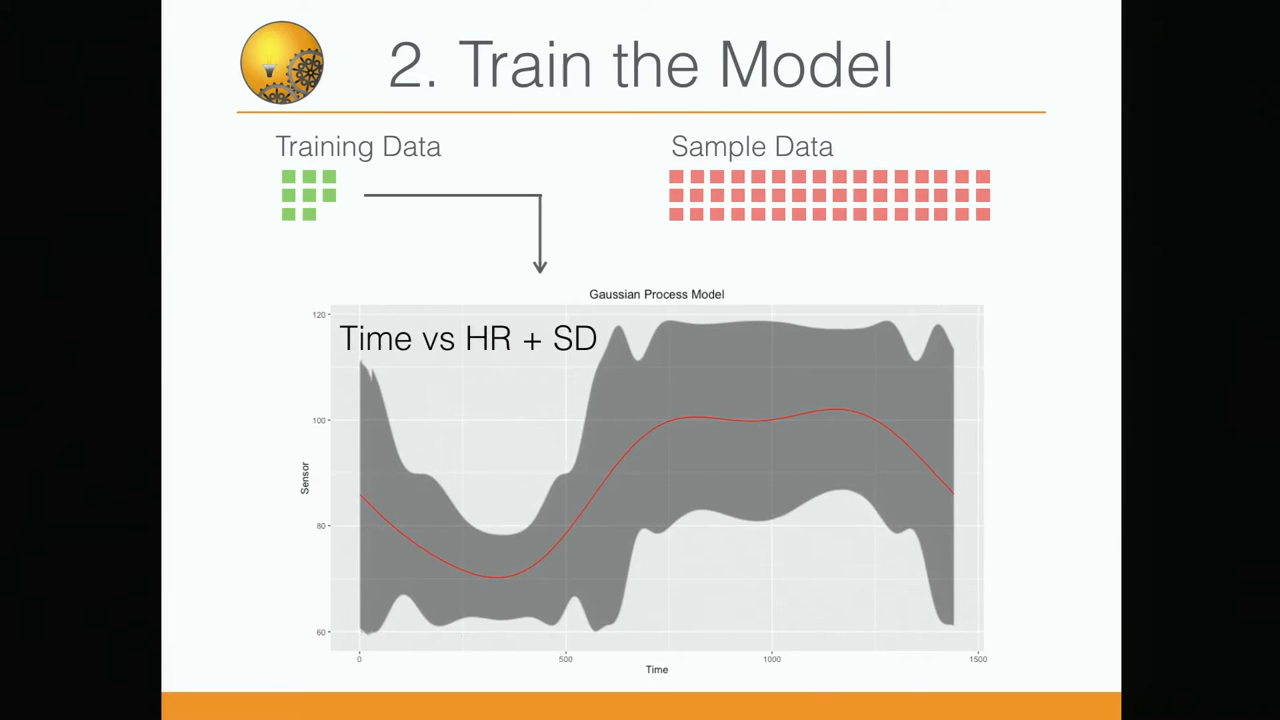 2. Train the Model
Training Data
Sample Data
Gaussian Process Model
Time vs HR + SD
120
100
80
60
Sensor
0
500
1000
1500
Time